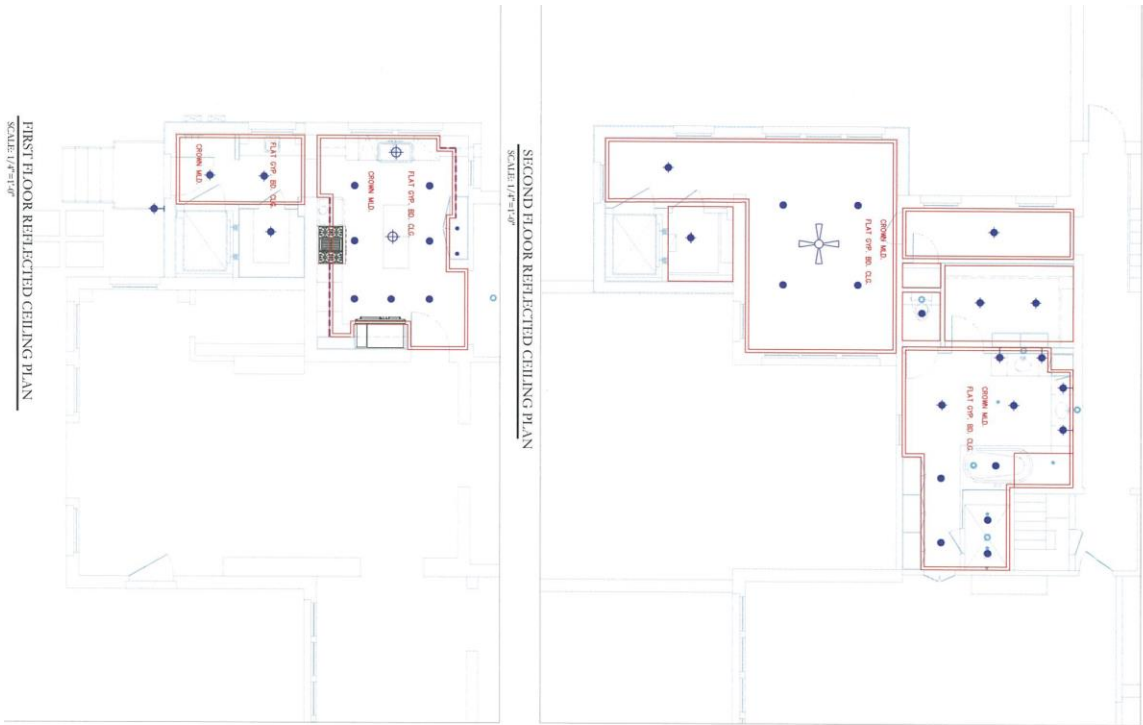 FIRST FLOOR REFLECTED CEILING PLAN
SCALE: 1/4"=1'-0"
FLAT GYP. BD. CLG.
CROWN MLD.
FLAT GYP. BD. CLG.
CROWN MLD.
SECOND FLOOR REFLECTED CEILING PLAN
SCALE: 1/4"=1'-0"
CROWN MLD.
FLAT GYP. BD. CLG.
CROWN MLD.
FLAT GYP. BD. CLG.